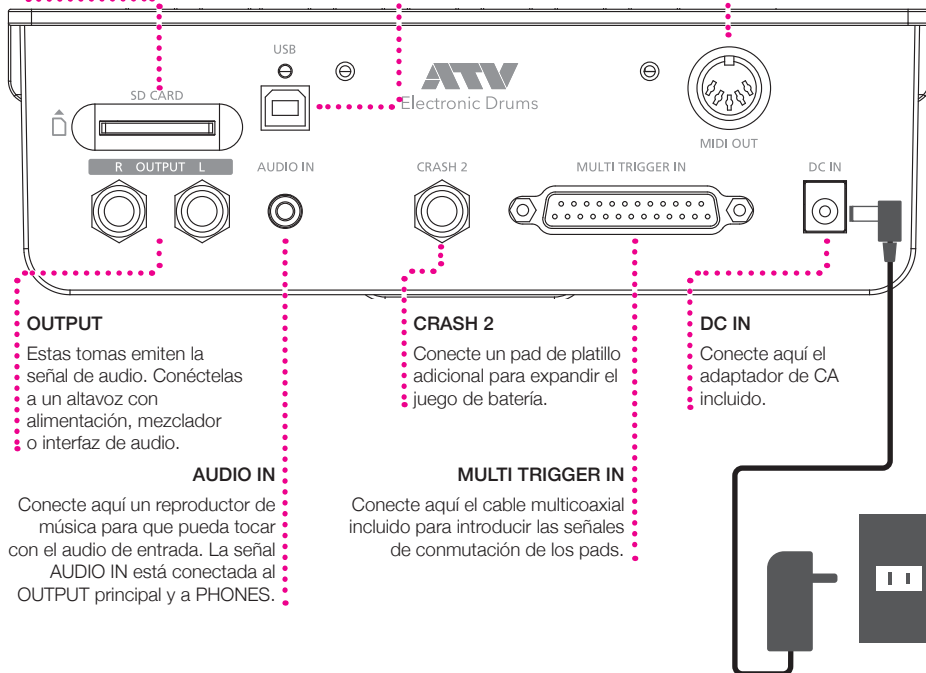 USB
SD CARD
ATV
Electronic Drums
MIDI OUT
R OUTPUT L
AUDIO IN
CRASH 2
MULTI TRIGGER IN
DC IN
OUTPUT
Estas tomas emiten la
señal de audio. Conéctelas
a un altavoz con
alimentación, mezclador
o interfaz de audio.
CRASH 2
Conecte un pad de platillo
adicional para expandir el
juego de batería.
DC IN
Conecte aquí el
adaptador de CA
incluido.
AUDIO IN
Conecte aquí un reproductor de
música para que pueda tocar
con el audio de entrada. La señal
AUDIO IN está conectada al
OUTPUT principal y a PHONES.
MULTI TRIGGER IN
Conecte aquí el cable multicoaxial
incluido para introducir las señales
de conmutación de los pads.